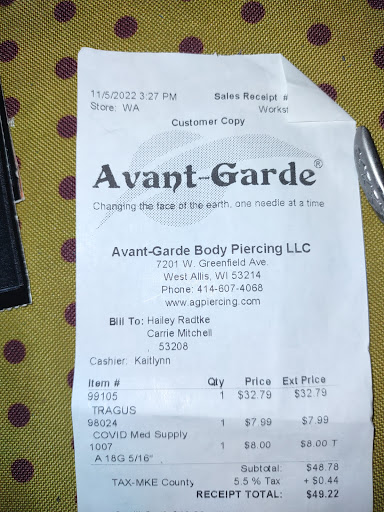 11/5/2022 3:27 PM Sales Receipt #
Store: WA Workst
Customer Copy
Avant-Garde®
Changing the face of the earth, one needle at a time
Avant-Garde Body Piercing LLC
7201 W. Greenfield Ave.
West Allis, WI 53214
Phone: 414-607-4068
www.agpiercing.com
Bill To: Hailey Radtke
Carrie Mitchell
, 53208
Cashier: Kaitlynn
Item # Qty Price Ext Price
99105 1 $32.79 $32.79
TRAGUS
98024 1 $7.99 $7.99
COVID Med Supply
1007 1 $8.00 $8.00 T
A 18G 5/16"
Subtotal: $48.78
TAX-MKE County 5.5 % Tax + $0.44
RECEIPT TOTAL: $49.22